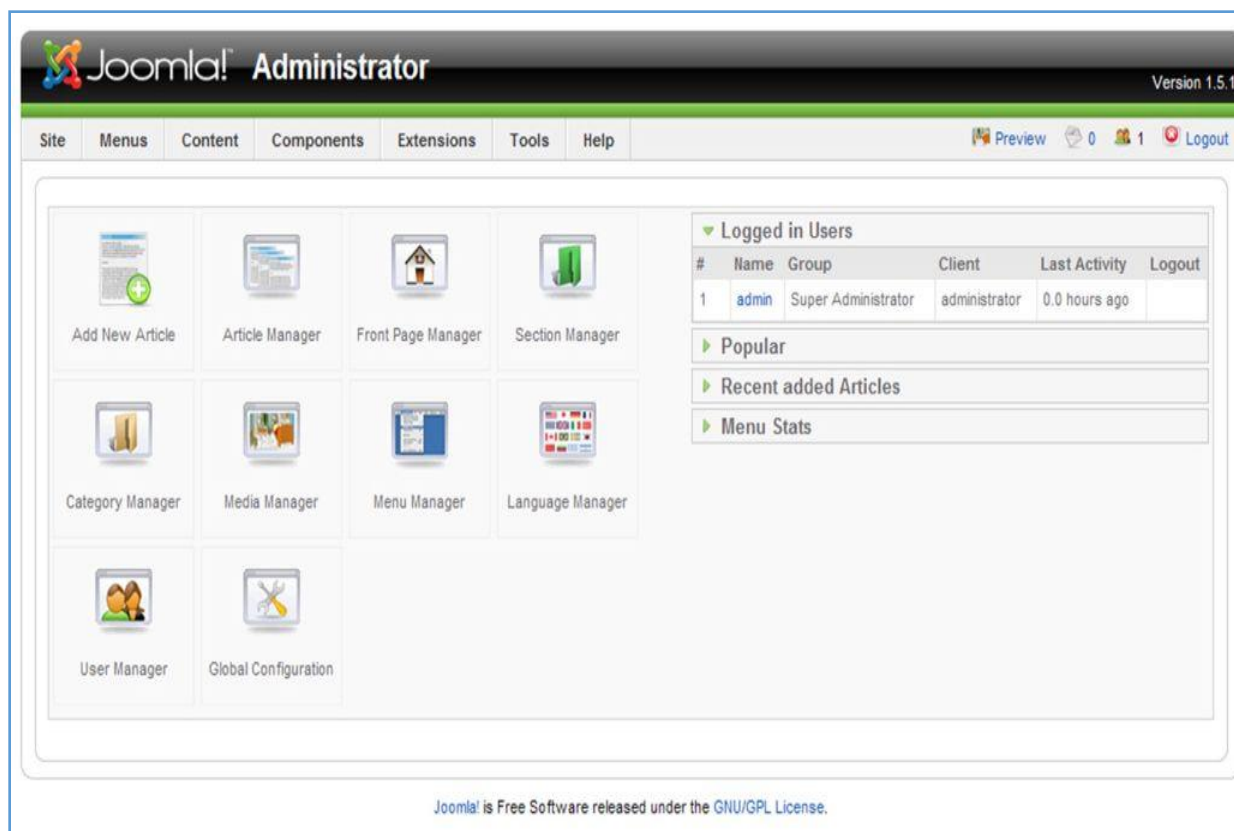 Joomla! Administrator
Version 1.5.1
Site Menus Content Components Extensions Tools Help Preview 0 1 Logout
Logged in Users
# Name Group Client Last Activity Logout
1 admin Super Administrator administrator 0.0 hours ago
Popular
Recent added Articles
Menu Stats
Add New Article Article Manager Front Page Manager Section Manager
Category Manager Media Manager Menu Manager Language Manager
User Manager Global Configuration
Joomla! is Free Software released under the GNU/GPL License.